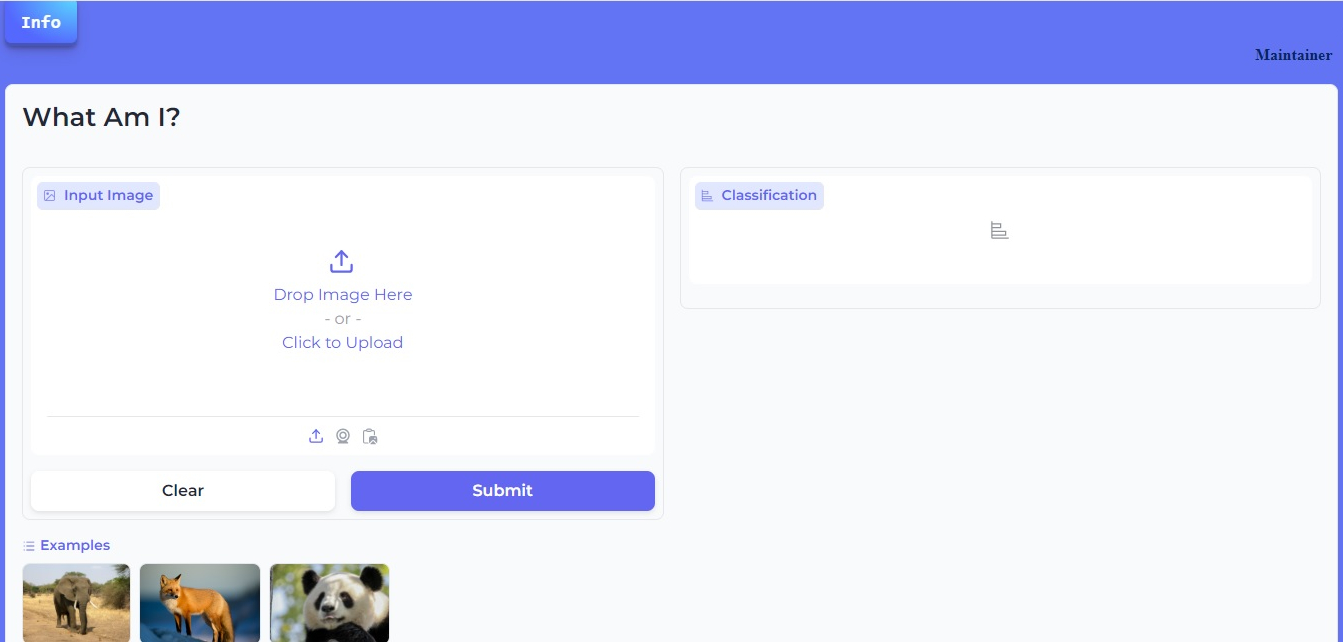 Info
Maintainer
What Am I?
Input Image
Drop Image Here
- or -
Click to Upload
Clear
Submit
Classification
Examples